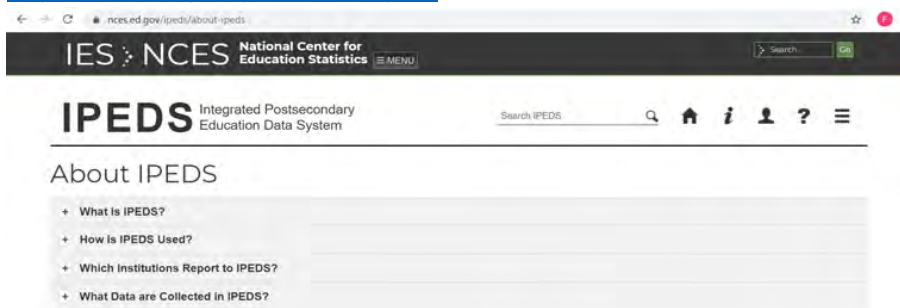 nces.ed.gov/ipeds/about-ipeds
F
IES > NCES National Center for
Education Statistics ≡ MENU
Search
Go
IPEDS Integrated Postsecondary
Education Data System
Search IPEDS
i ? ≡
About IPEDS
+ What Is IPEDS?
+ How is IPEDS Used?
+ Which Institutions Report to IPEDS?
+ What Data are Collected in IPEDS?